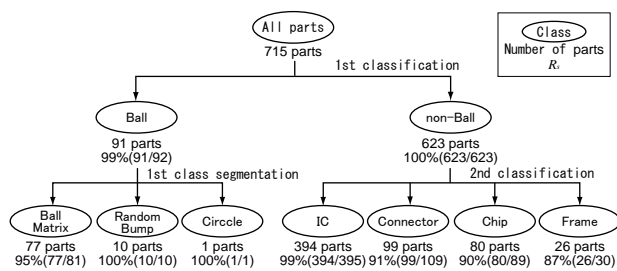 All parts
715 parts
Class
Number of parts
Rs
1st classification
Ball
91 parts
99%(91/92)
non-Ball
623 parts
100%(623/623)
1st class segmentation
2nd classification
Ball
Matrix
77 parts
95%(77/81)
Random
Bump
10 parts
100%(10/10)
Circcle
1 parts
100%(1/1)
IC
394 parts
99%(394/395)
Connector
99 parts
91%(99/109)
Chip
80 parts
90%(80/89)
Frame
26 parts
87%(26/30)